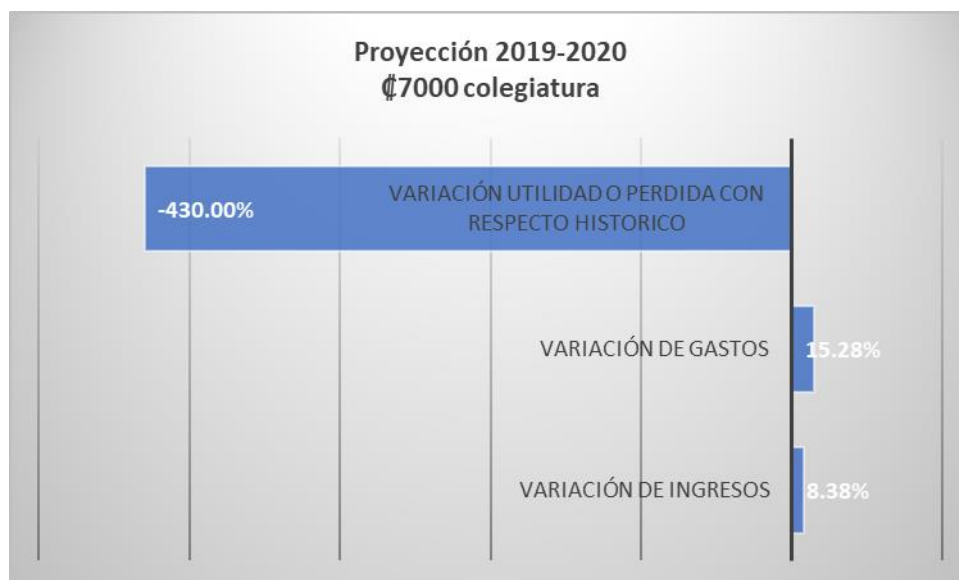 Proyección 2019-2020
₡7000 colegiatura
-430.00%
VARIACIÓN UTILIDAD O PERDIDA CON
RESPECTO HISTORICO
VARIACIÓN DE GASTOS
15.28%
VARIACIÓN DE INGRESOS
8.38%